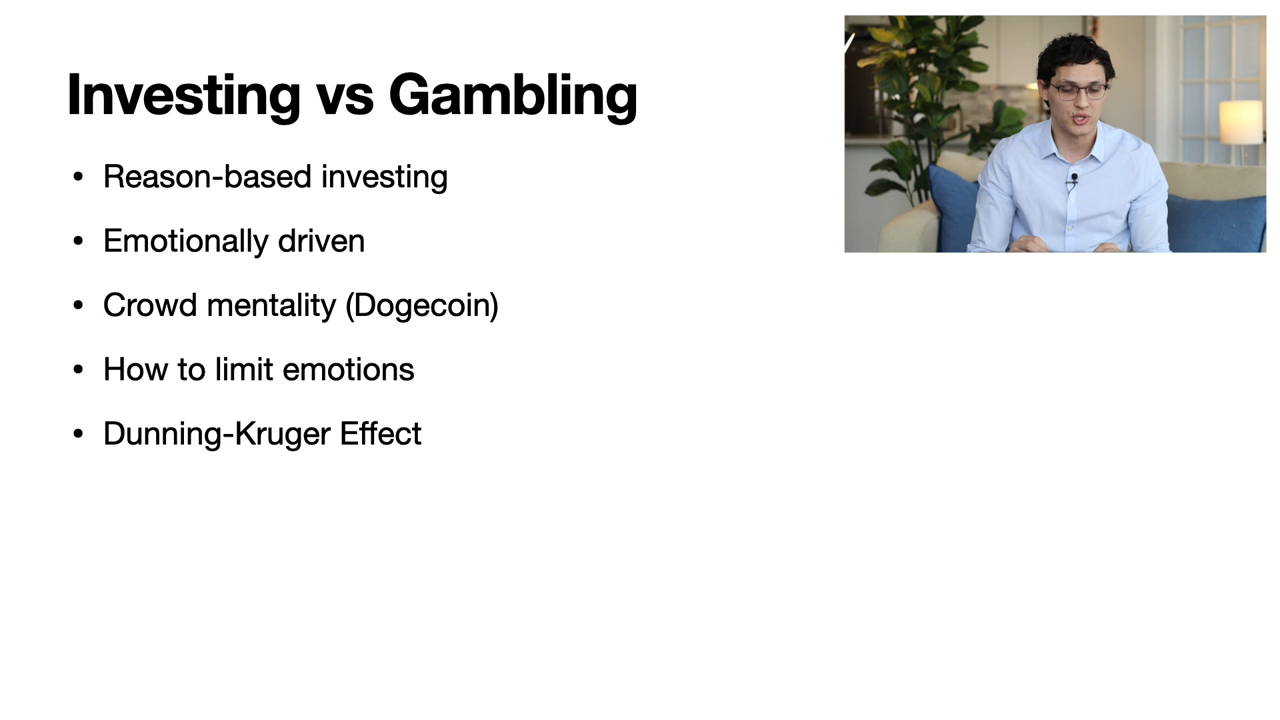 Investing vs Gambling
• Reason-based investing
• Emotionally driven
• Crowd mentality (Dogecoin)
• How to limit emotions
• Dunning-Kruger Effect